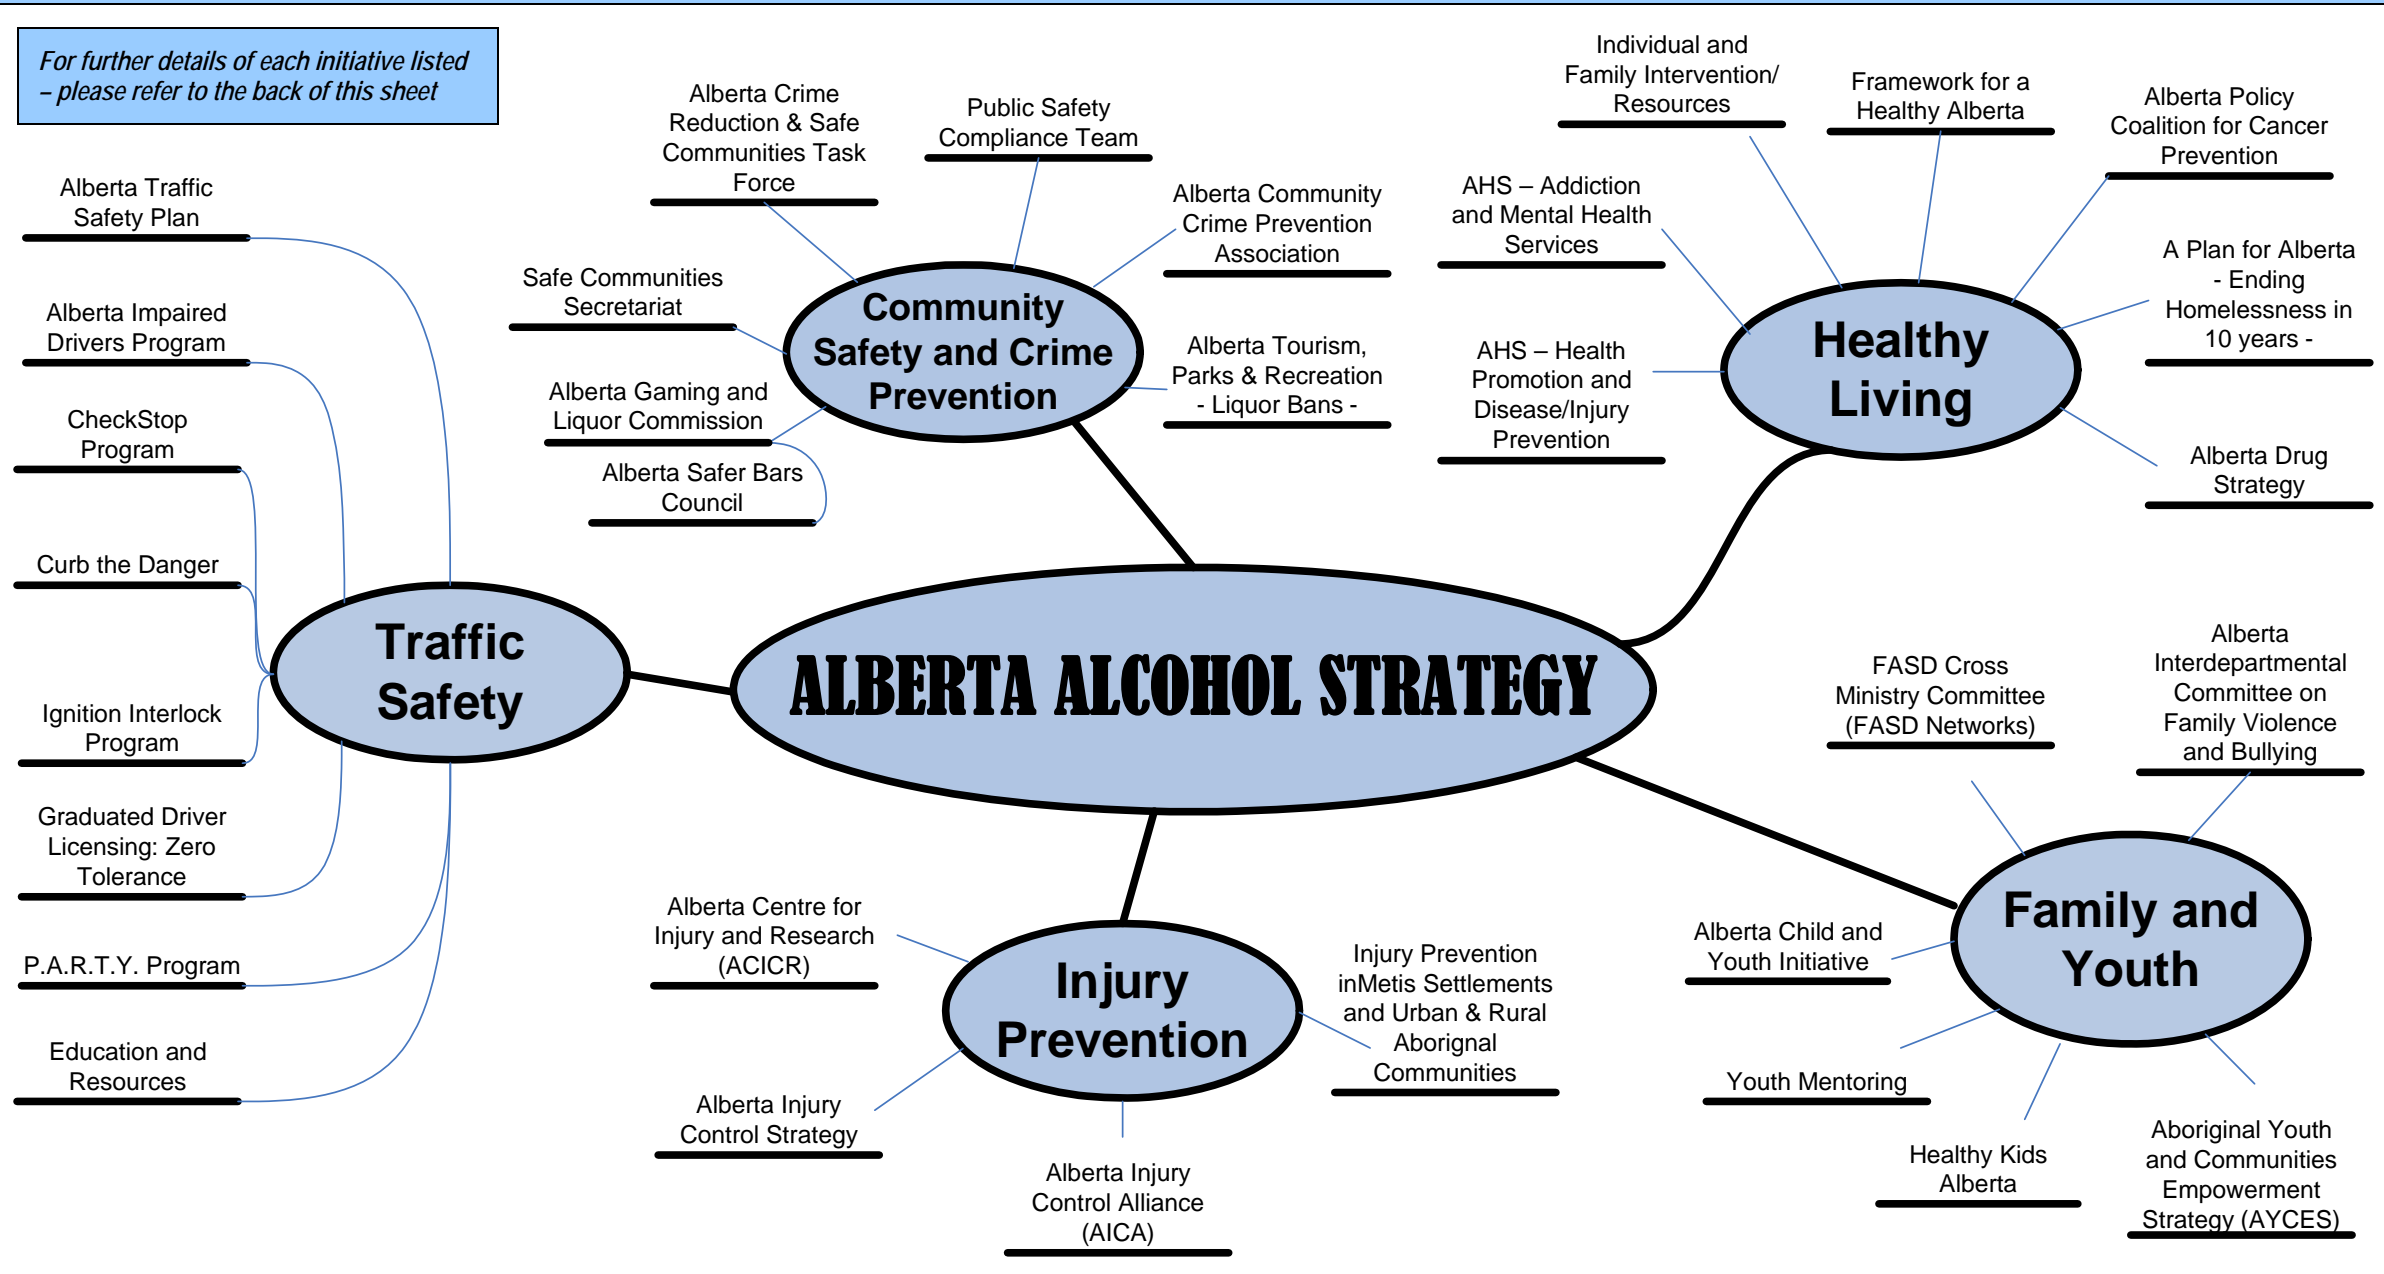 For further details of each initiative listed
– please refer to the back of this sheet
Alberta Traffic
Safety Plan
Alberta Impaired
Drivers Program
CheckStop
Program
Curb the Danger
Ignition Interlock
Program
Graduated Driver
Licensing: Zero
Tolerance
P.A.R.T.Y. Program
Education and
Resources
Traffic
Safety
Alberta Crime
Reduction & Safe
Communities Task
Force
Public Safety
Compliance Team
Alberta Community
Crime Prevention
Association
Safe Communities
Secretariat
Alberta Gaming and
Liquor Commission
Alberta Safer Bars
Council
Alberta Tourism,
Parks & Recreation
- Liquor Bans -
Community
Safety and Crime
Prevention
Individual and
Family Intervention/
Resources
Framework for a
Healthy Alberta
Alberta Policy
Coalition for Cancer
Prevention
AHS – Addiction
and Mental Health
Services
A Plan for Alberta
- Ending
Homelessness in
10 years -
AHS – Health
Promotion and
Disease/Injury
Prevention
Alberta Drug
Strategy
Healthy
Living
ALBERTA ALCOHOL STRATEGY
FASD Cross
Ministry Committee
(FASD Networks)
Alberta
Interdepartmental
Committee on
Family Violence
and Bullying
Alberta Child and
Youth Initiative
Youth Mentoring
Healthy Kids
Alberta
Aboriginal Youth
and Communities
Empowerment
Strategy (AYCES)
Family and
Youth
Alberta Centre for
Injury and Research
(ACICR)
Injury Prevention
inMetis Settlements
and Urban & Rural
Aborignal
Communities
Alberta Injury
Control Strategy
Alberta Injury
Control Alliance
(AICA)
Injury
Prevention